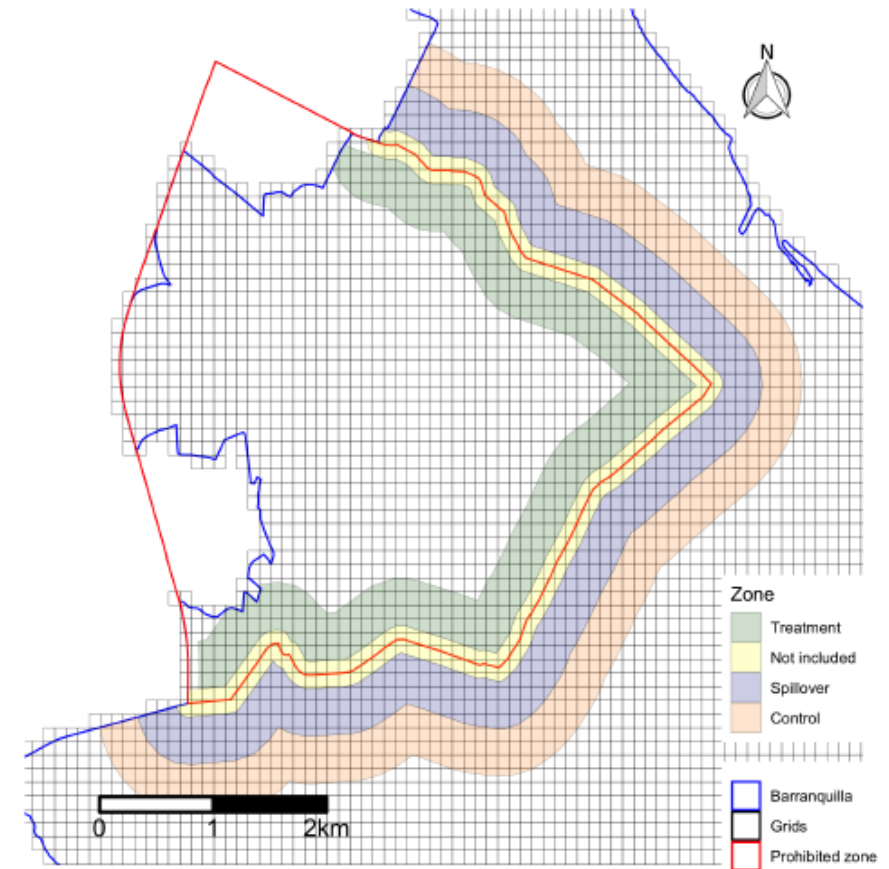 N
Zone
Treatment
Not included
Spillover
Control
Barranquilla
Grids
Prohibited zone
0 1 2km